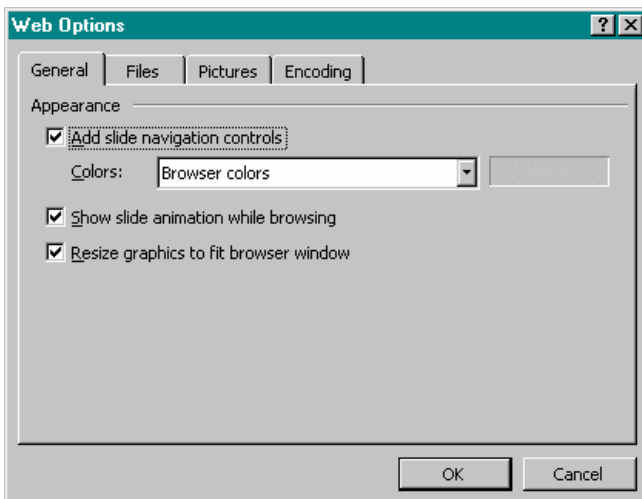 Web Options
General Files Pictures Encoding
Appearance
Add slide navigation controls
Colors: Browser colors
Show slide animation while browsing
Resize graphics to fit browser window
OK Cancel